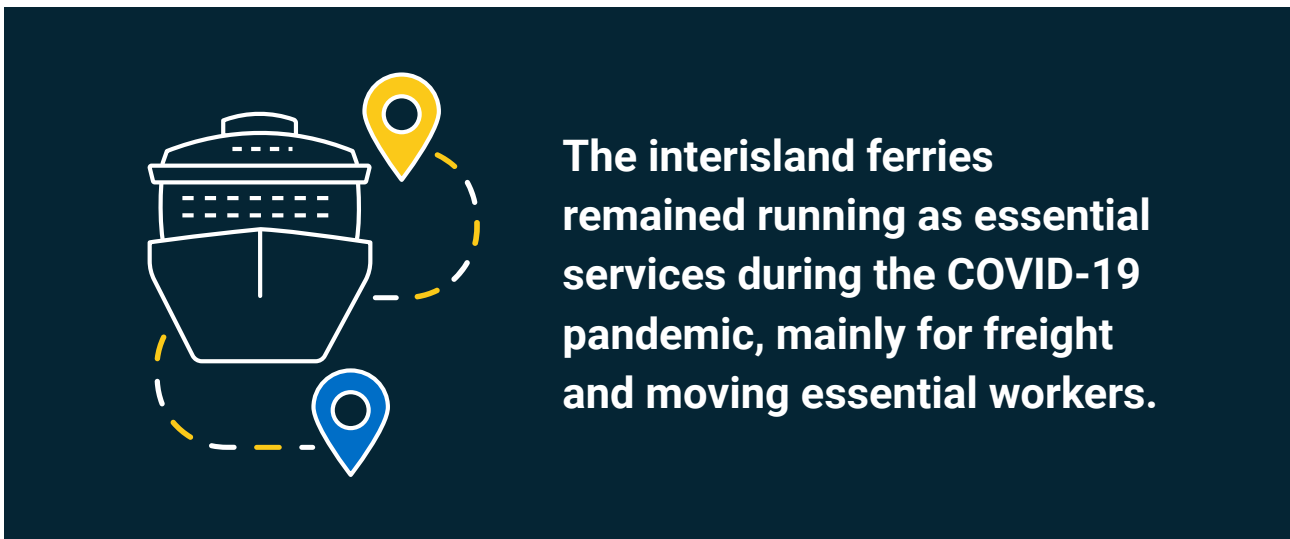 The interisland ferries
remained running as essential
services during the COVID-19
pandemic, mainly for freight
and moving essential workers.